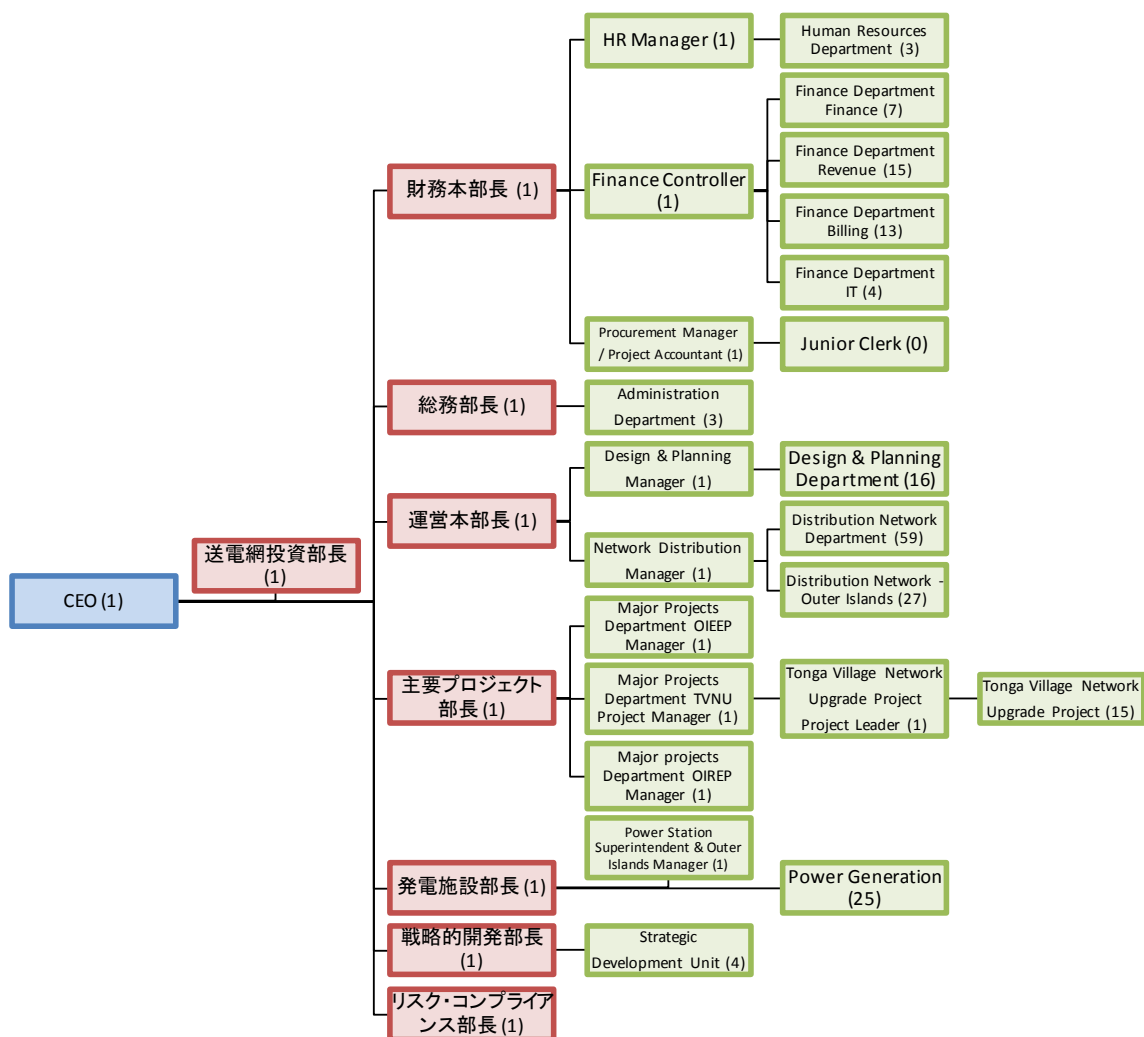 CEO (1)
送電網投資部長
(1)
財務本部長 (1)
HR Manager (1)
Human Resources
Department (3)
Finance Controller
(1)
Finance Department
Finance (7)
Finance Department
Revenue (15)
Finance Department
Billing (13)
Finance Department
IT (4)
Procurement Manager
/ Project Accountant (1)
Junior Clerk (0)
総務部長 (1)
Administration
Department (3)
運営本部長 (1)
Design & Planning
Manager (1)
Design & Planning
Department (16)
Network Distribution
Manager (1)
Distribution Network
Department (59)
Distribution Network -
Outer Islands (27)
主要プロジェクト
部長 (1)
Major Projects
Department OIEEP
Manager (1)
Major Projects
Department TVNU
Project Manager (1)
Tonga Village Network
Upgrade Project
Project Leader (1)
Tonga Village Network
Upgrade Project (15)
Major projects
Department OIREP
Manager (1)
発電施設部長 (1)
Power Station
Superintendent & Outer
Islands Manager (1)
Power Generation
(25)
戦略的開発部長
(1)
Strategic
Development Unit (4)
リスク・コンプライア
ンス部長 (1)